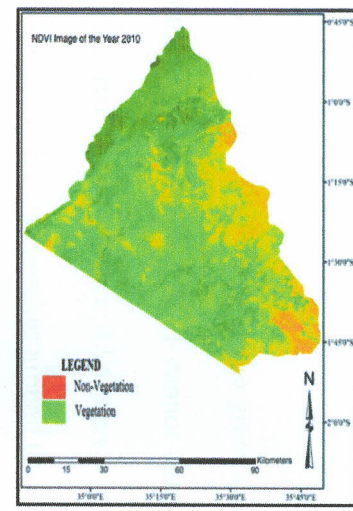 NDVI Image of the Year 2010
0°45'0"S
1°0'0"S
1°15'0"S
1°30'0"S
1°45'0"S
2°0'0"S
LEGEND
Non-Vegetation
Vegetation
N
Kilometers
0 15 30 60 90
35°0'0"E 35°15'0"E 35°30'0"E 35°45'0"E